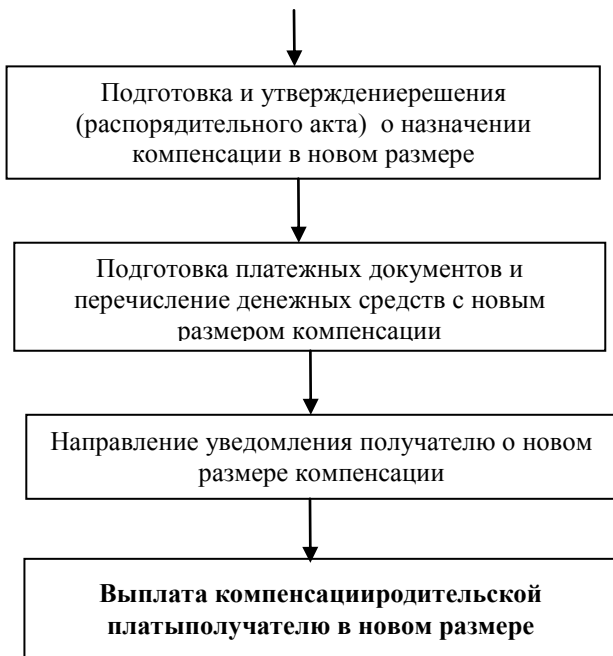 Подготовка и утверждениерешения
(распорядительного акта)  о назначении
компенсации в новом размере
Подготовка платежных документов и
перечисление денежных средств с новым
размером компенсации
Направление уведомления получателю о новом
размере компенсации
Выплата компенсацииродительской
платыполучателю в новом размере